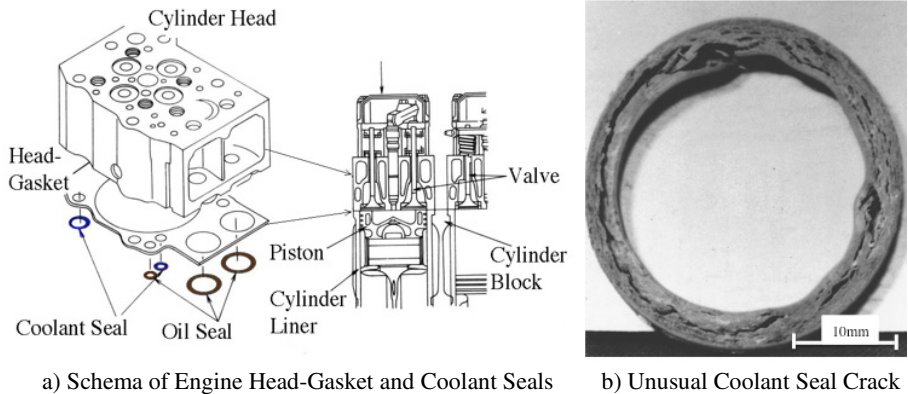 Cylinder Head
Head-
Gasket
Valve
Piston
Cylinder
Block
Cylinder
Liner
Coolant Seal
Oil Seal
10mm
a) Schema of Engine Head-Gasket and Coolant Seals
b) Unusual Coolant Seal Crack